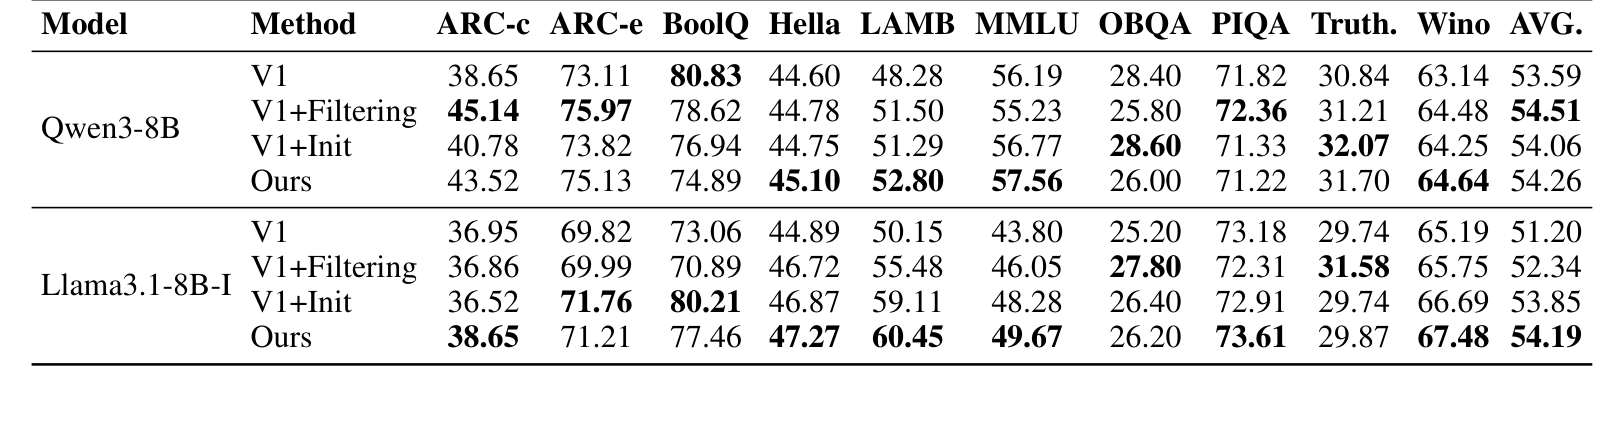 Model Method ARC-c ARC-e BoolQ Hella LAMB MMLU OBQA PIQA Truth. Wino AVG.
V1 38.65 73.11 80.83 44.60 48.28 56.19 28.40 71.82 30.84 63.14 53.59
V1+Filtering 45.14 75.97 78.62 44.78 51.50 55.23 25.80 72.36 31.21 64.48 54.51
Qwen3-8B
V1+Init 40.78 73.82 76.94 44.75 51.29 56.77 28.60 71.33 32.07 64.25 54.06
Ours 43.52 75.13 74.89 45.10 52.80 57.56 26.00 71.22 31.70 64.64 54.26
V1 36.95 69.82 73.06 44.89 50.15 43.80 25.20 73.18 29.74 65.19 51.20
V1+Filtering 36.86 69.99 70.89 46.72 55.48 46.05 27.80 72.31 31.58 65.75 52.34
Llama3.1-8B-I
V1+Init 36.52 71.76 80.21 46.87 59.11 48.28 26.40 72.91 29.74 66.69 53.85
Ours 38.65 71.21 77.46 47.27 60.45 49.67 26.20 73.61 29.87 67.48 54.19